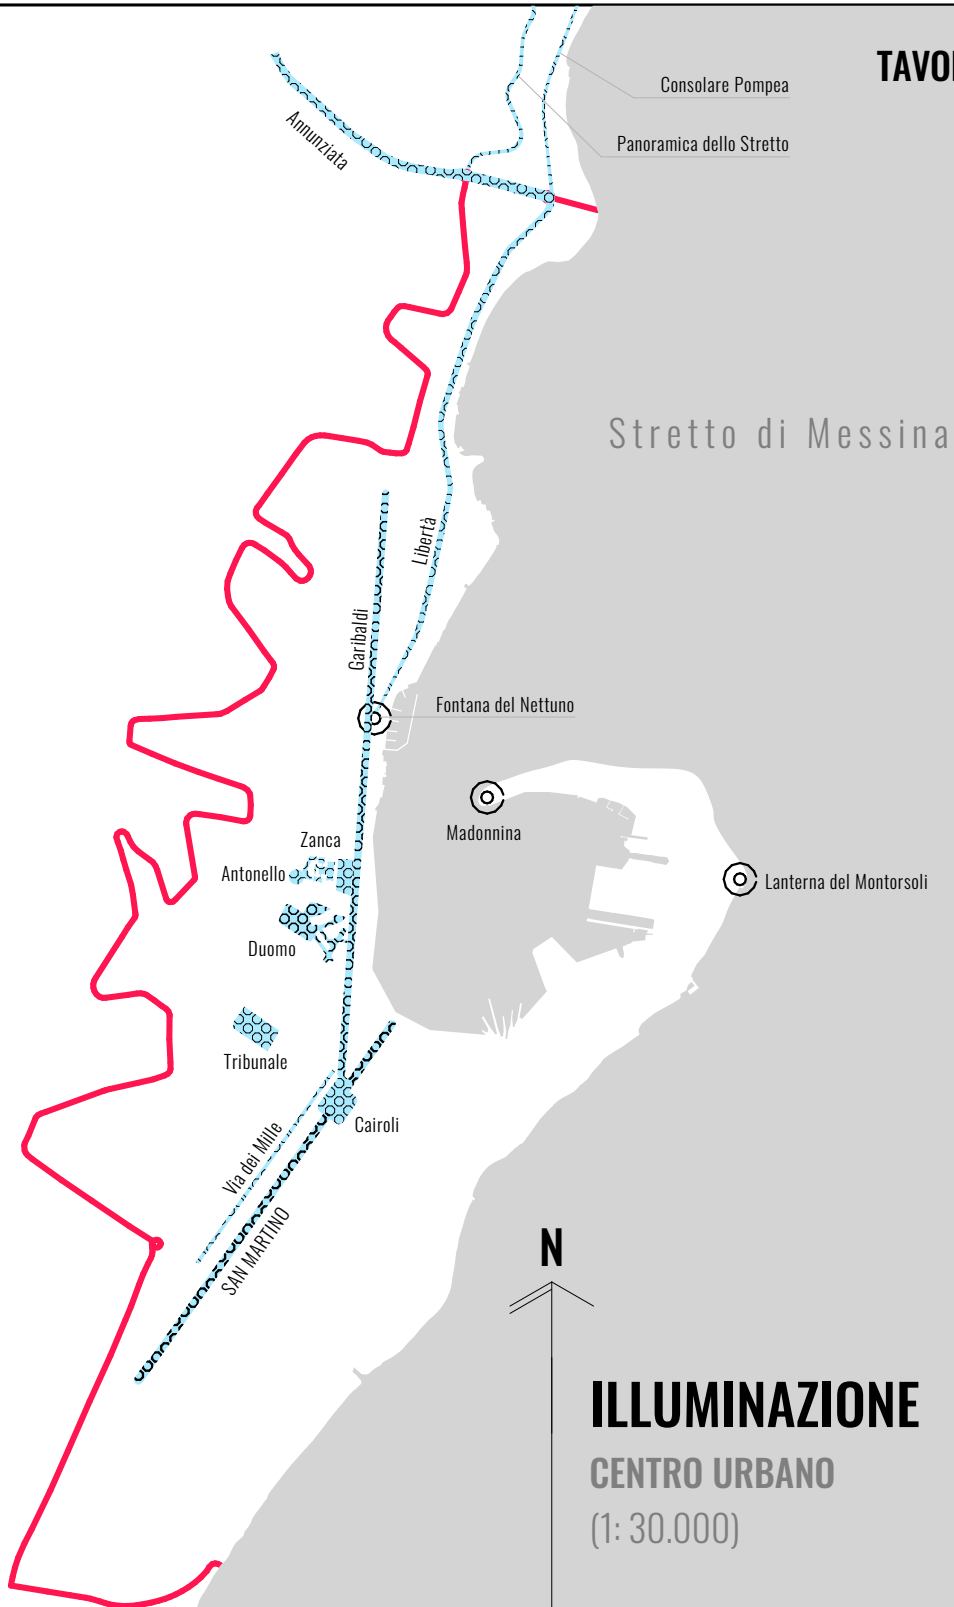 TAVO
Consolare Pompea
Annunziata
Panoramica dello Stretto
Stretto di Messina
Libertà
Garibaldi
Fontana del Nettuno
Madonnina
Zanca
Antonello
Lanterna del Montorsoli
Duomo
Tribunale
Cairoli
Via dei Mille
SAN MARTINO
N
ILLUMINAZIONE
CENTRO URBANO
(1: 30.000)